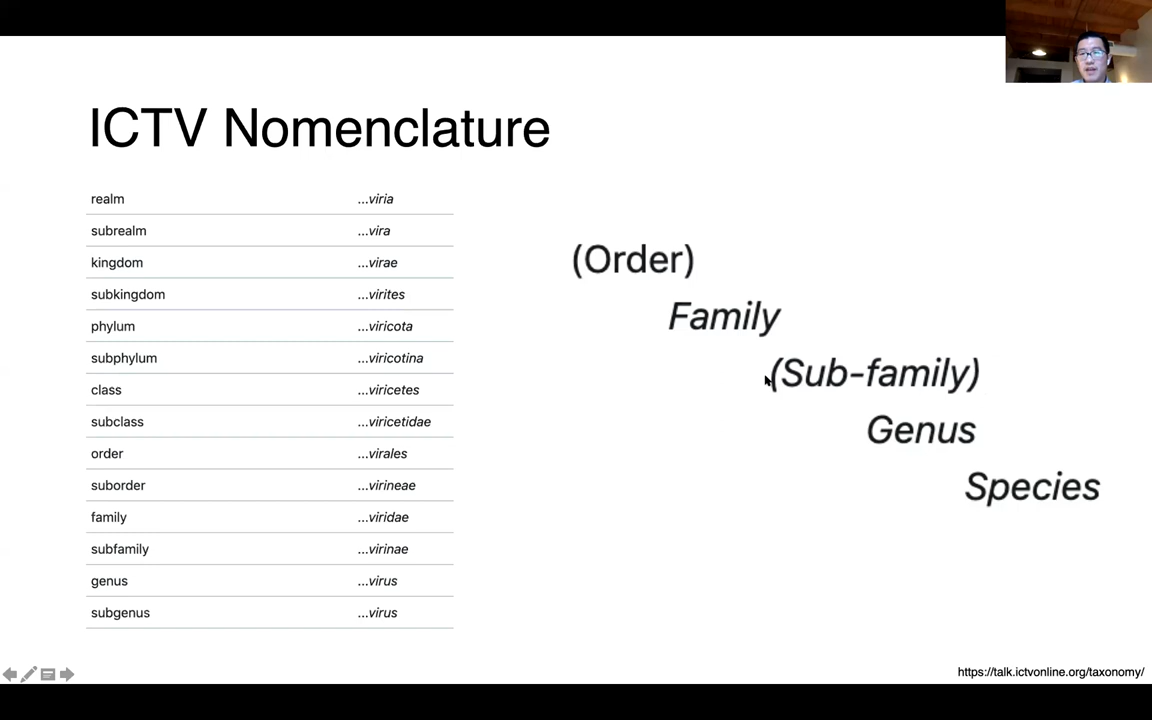 ICTV Nomenclature
realm ...viria
subrealm ...vira
kingdom ...virae
subkingdom ...virites
phylum ...viricota
subphylum ...viricotina
class ...viricetes
subclass ...viricetidae
order ...virales
suborder ...virineae
family ...viridae
subfamily ...virinae
genus ...virus
subgenus ...virus
(Order)
Family
(Sub-family)
Genus
Species
https://talk.ictvonline.org/taxonomy/